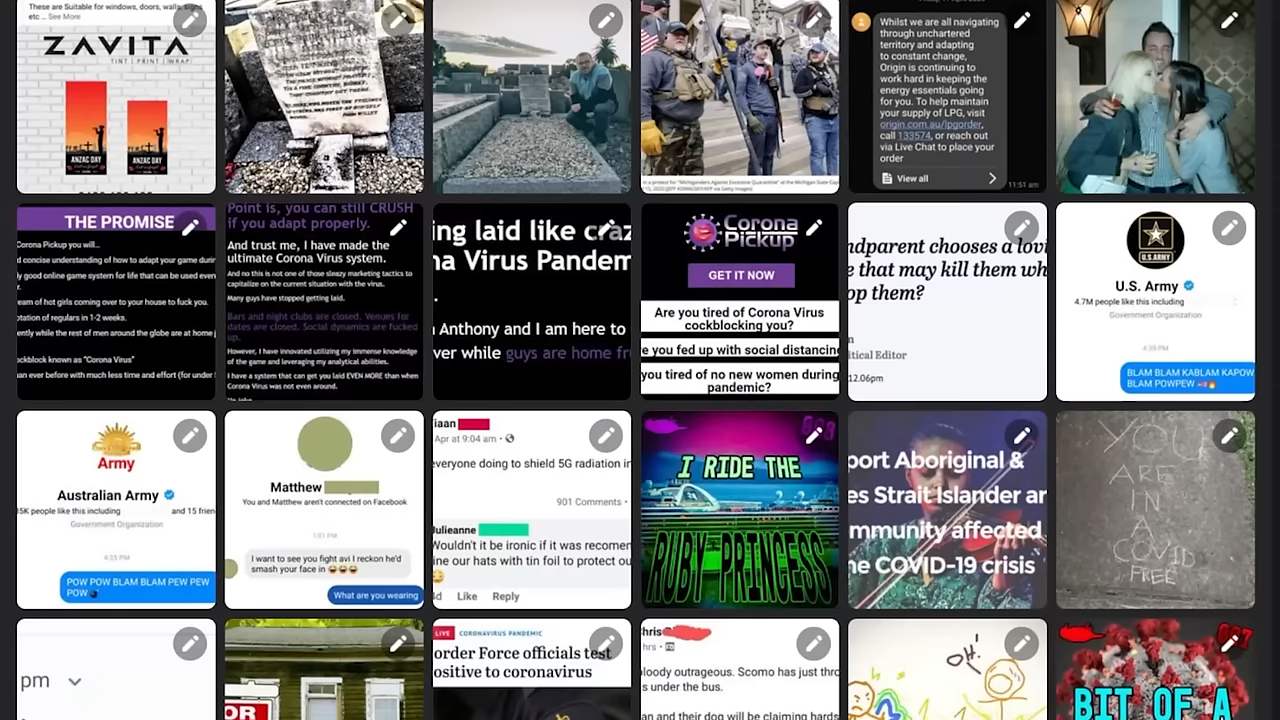 These are Suitable for windows, doors, walls, signs
etc ... See More
ZAVITA
TINT | PRINT | WRAP
ANZAC DAY
ANZAC DAY
Whilst we are all navigating
through unchartered
territory and adapting
to constant change,
Origin is continuing to
work hard in keeping the
energy essentials going
for you. To help maintain
your supply of LPG, visit
origin.com.au/lpgorder,
call 133574, or reach out
via Live Chat to place your
order
View all
11:51 am
THE PROMISE
Corona Pickup you will...
d concise understanding of how to adapt your game durin
ly good online game system for life that can be used even
r.
ream of hot girls coming over to your house to fuck you.
otation of regulars in 1-2 weeks.
ently while the rest of men around the globe are at home j
ckblock known as "Corona Virus"
an ever before with much less time and effort (for under
Point is, you can still CRUSH
if you adapt properly.
And trust me, I have made the
ultimate Corona Virus system.
And no this is not one of those sleazy marketing tactics to
capitalize on the current situation with the virus.
Many guys have stopped getting laid.
Bars and night clubs are closed. Venues for
dates are closed. Social dynamics are fucked
up.
However, I have innovated utilizing my immense knowledge
of the game and leveraging my analytical abilities.
I have a system that can get you laid EVEN MORE than when
Corona Virus was not even around.
ing laid like craz
na Virus Pandem
.
Anthony and I am here to
ver while guys are home fr
Corona
Pickup
GET IT NOW
Are you tired of Corona Virus
cockblocking you?
e you fed up with social distancing
you tired of no new women during
pandemic?
ndparent chooses a lovi
e that may kill them wh
op them?
n
itical Editor
12.06pm
U.S. ARMY
U.S. Army
4.7M people like this including
Government Organization
4:39 PM
BLAM BLAM KABLAM KAPOW
BLAM POWPEW
Army
Australian Army
35K people like this including and 15 frien
Government Organization
4:35 PM
POW POW BLAM BLAM PEW PEW
POW
Matthew
You and Matthew aren't connected on Facebook
1:01 PM
I want to see you fight avi I reckon he'd
smash your face in
What are you wearing
iaan
Apr at 9:04 am
everyone doing to shield 5G radiation in
901 Comments
Julieanne
Wouldn't it be ironic if it was recomen
ine our hats with tin foil to protect ou
3d Like Reply
I RIDE THE
RUBY PRINCESS
port Aboriginal &
es Strait Islander an
mmunity affected
he COVID-19 crisis
YOU
ARE
IN
A
COVID
FREE
pm
OR
LIVE CORONAVIRUS PANDEMIC
order Force officials test
ositive to coronavirus
hris
hrs
loody outrageous. Scomo has just thro
s under the bus.
an and their dog will be claiming hards
OH!
BIT OF A